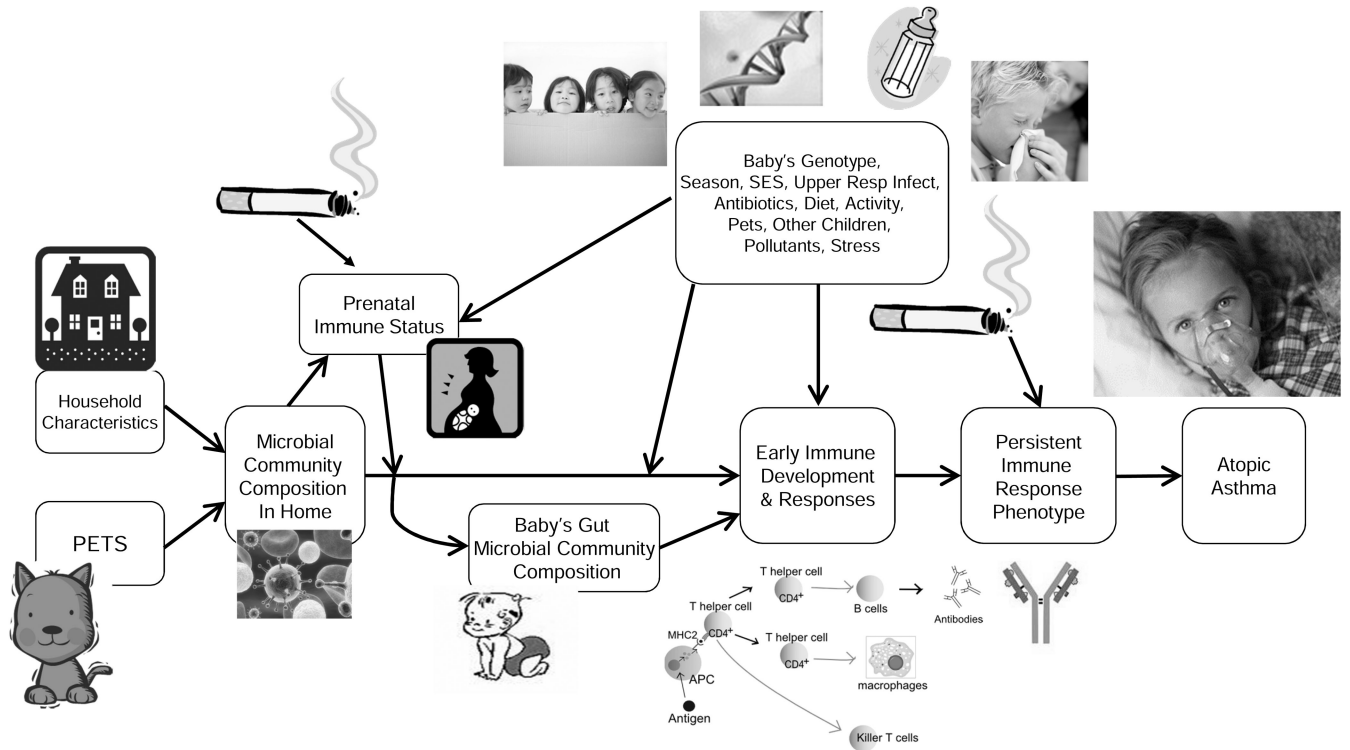 Baby's Genotype,
Season, SES, Upper Resp Infect,
Antibiotics, Diet, Activity,
Pets, Other Children,
Pollutants, Stress
Prenatal
Immune Status
Household
Characteristics
Microbial
Community
Composition
In Home
PETS
Baby's Gut
Microbial Community
Composition
Early Immune
Development
& Responses
Persistent
Immune
Response
Phenotype
Atopic
Asthma
T helper cell
CD4+
B cells
Antibodies
T helper cell
MHC2
CD4+
T helper cell
CD4+
APC
macrophages
Antigen
Killer T cells